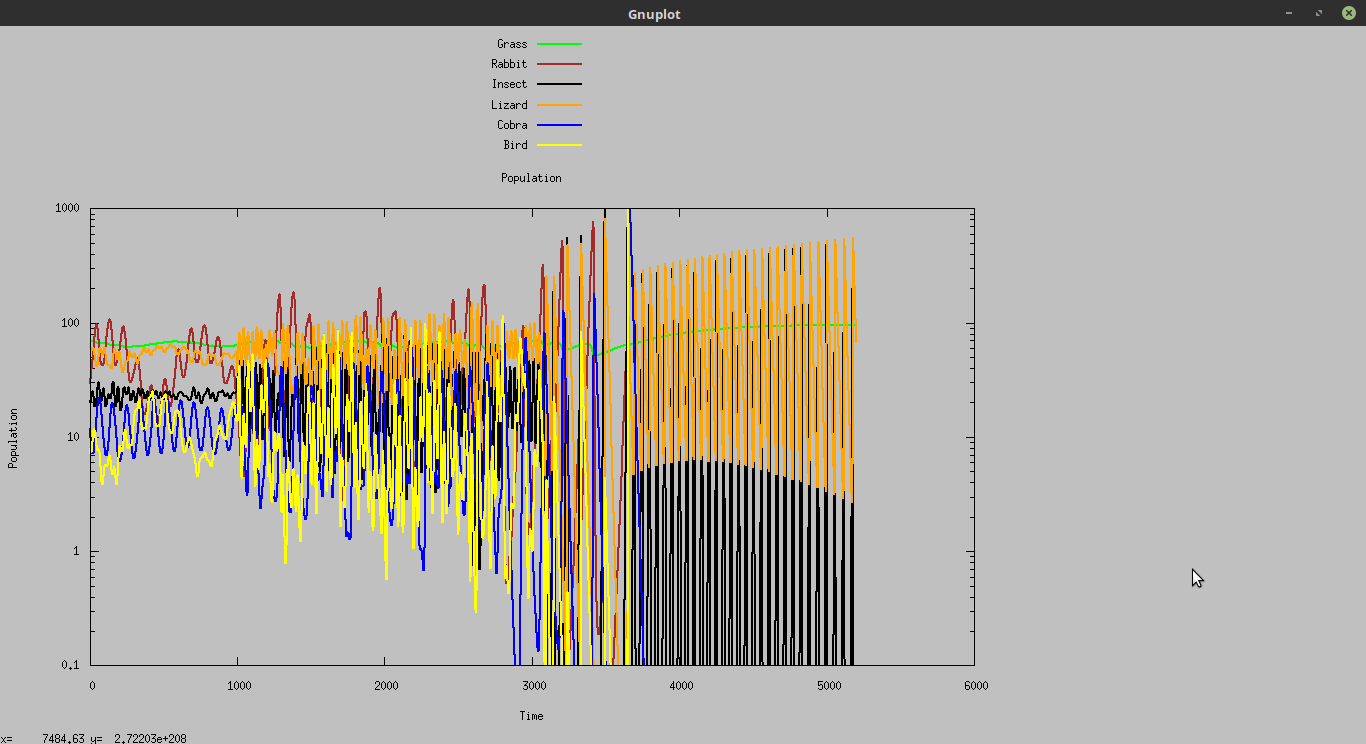 Gnuplot
Grass
Rabbit
Insect
Lizard
Cobra
Bird
Population
1000
100
10
1
0.1
Population
0 1000 2000 3000 4000 5000 6000
Time
x= 7484.63 y= 2.72203e+208